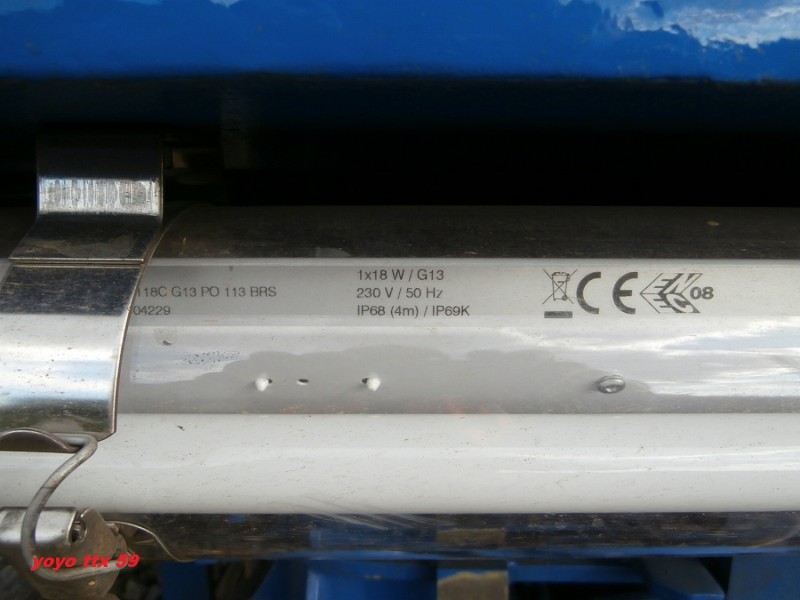 118C G13 PO 113 BRS
04229
1x18 W / G13
230 V / 50 Hz
IP68 (4m) / IP69K
CE
ENEC 08
yoyo ttx 59